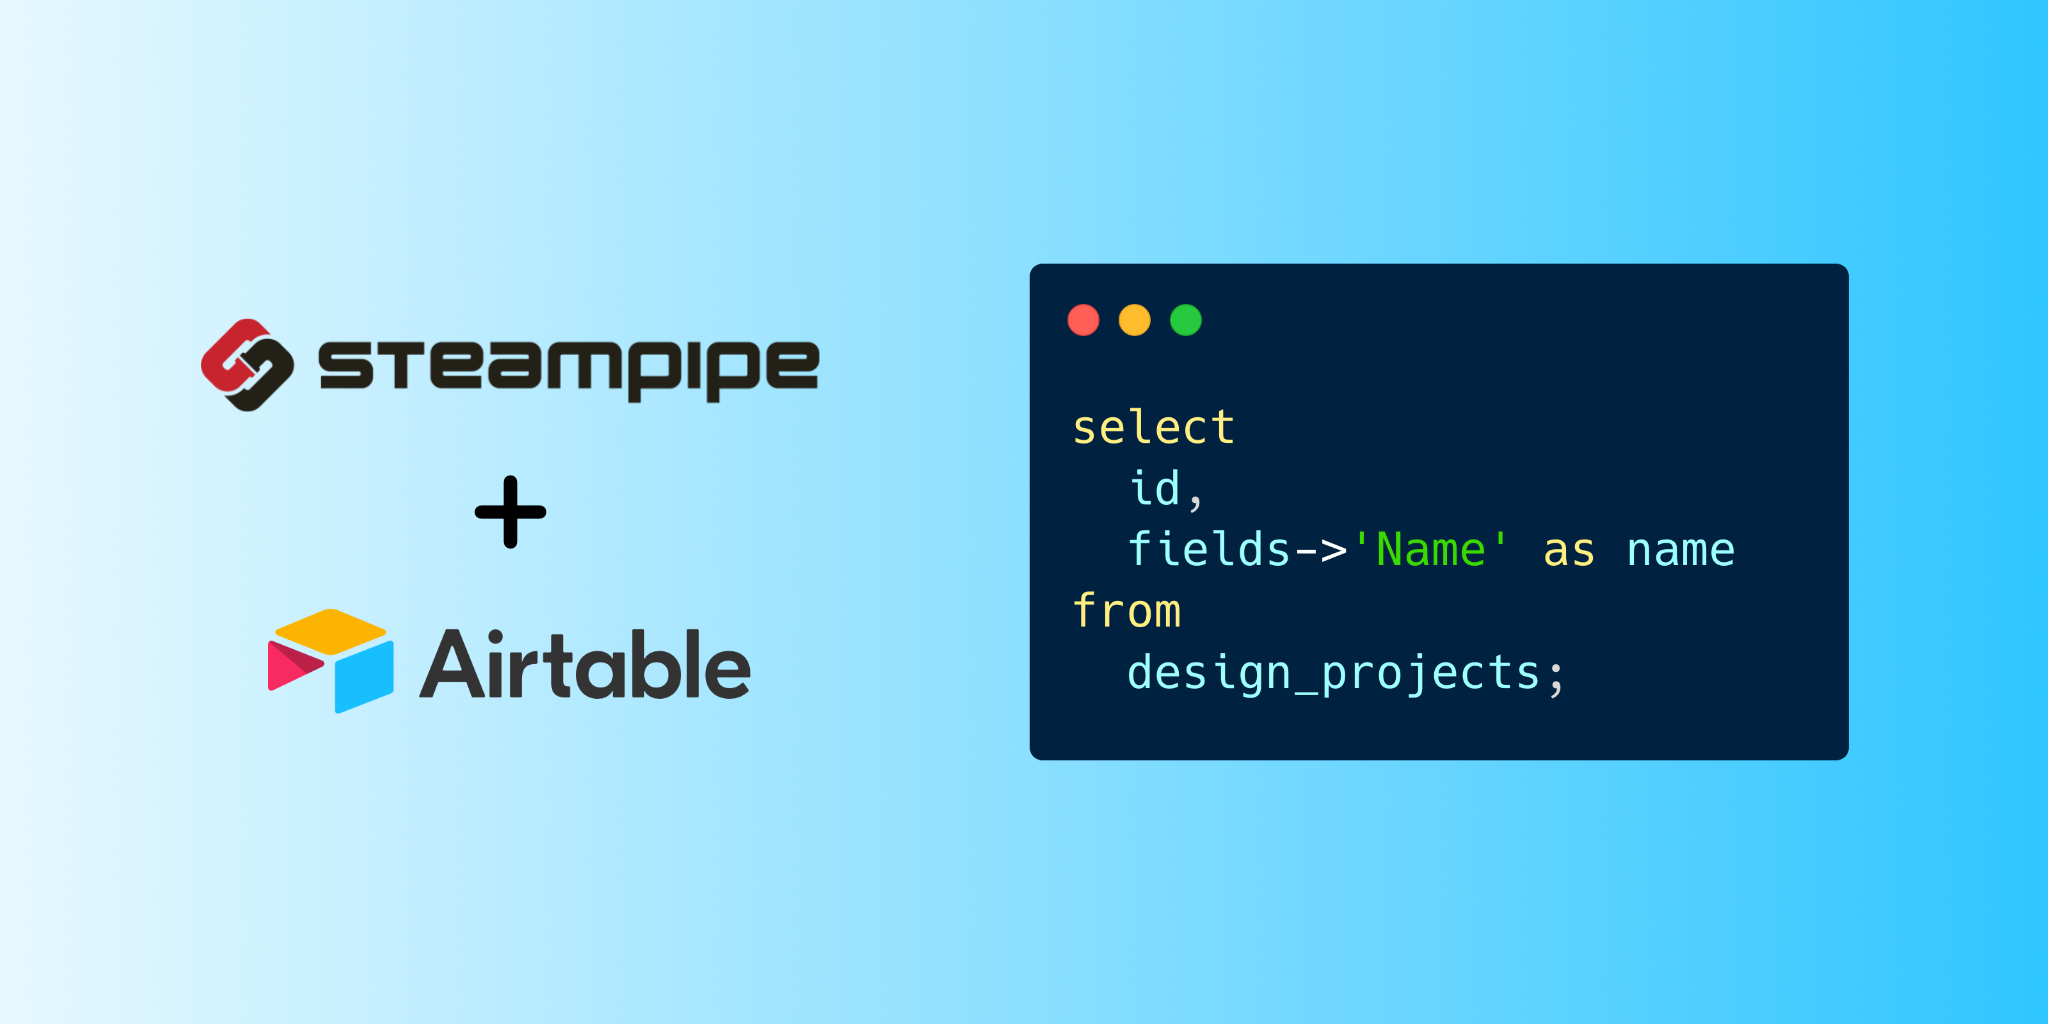 steampipe
+
Airtable
select
  id,
  fields->'Name' as name
from
  design_projects;